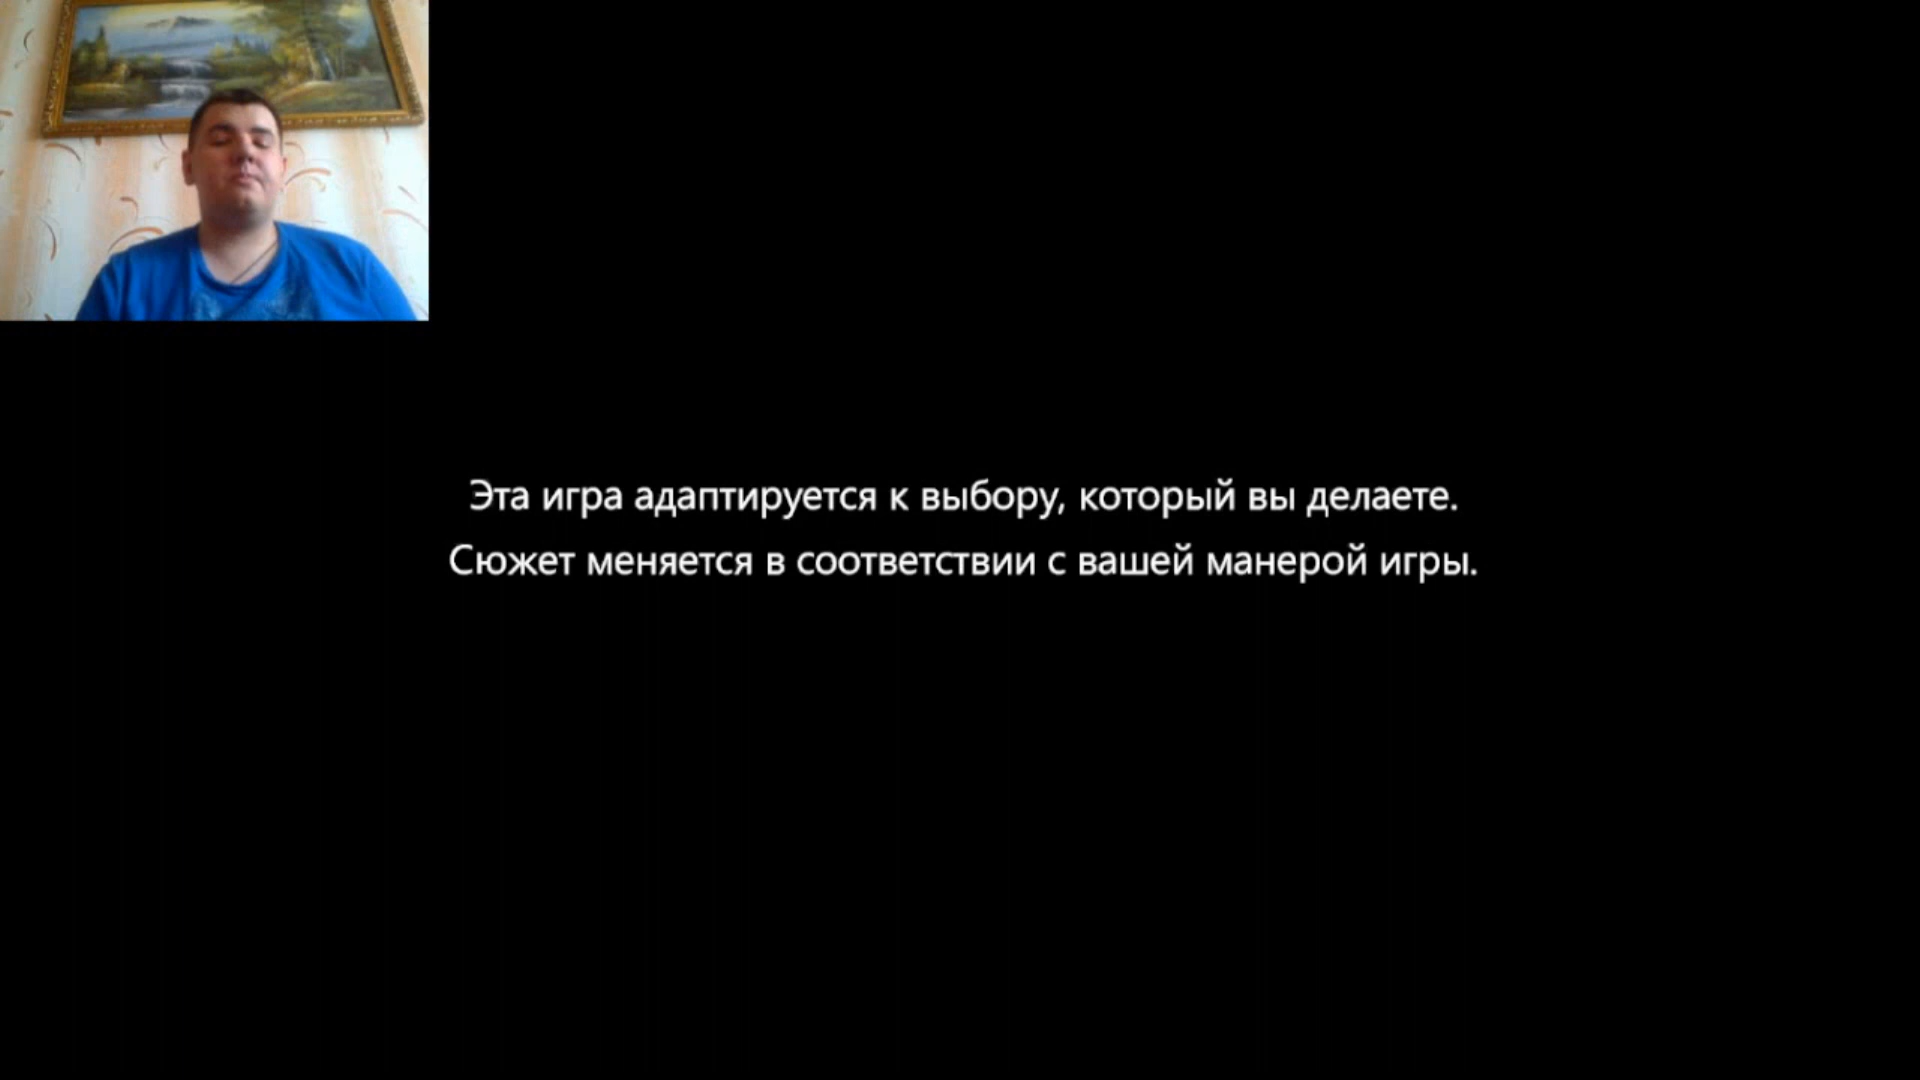 Эта игра адаптируется к выбору, который вы делаете.
Сюжет меняется в соответствии с вашей манерой игры.